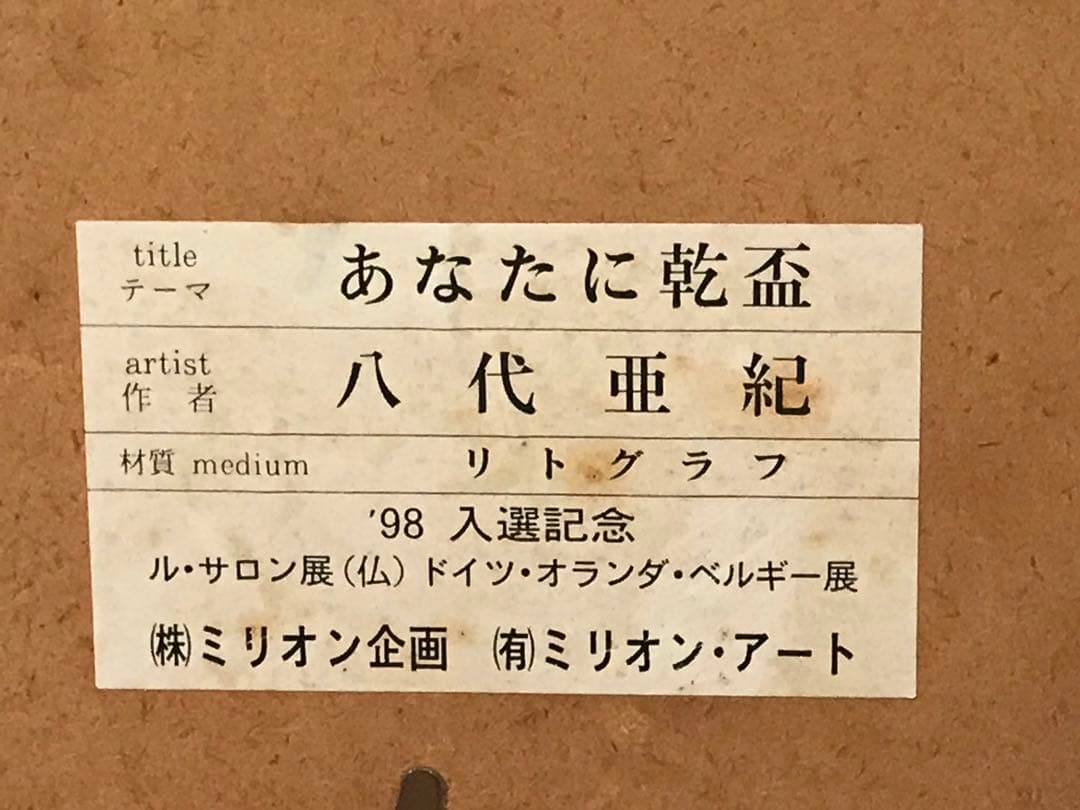 title
テーマ
あなたに乾盃
artist
作者
八代亜紀
材質 medium
リトグラフ
'98 入選記念
ル・サロン展(仏) ドイツ・オランダ・ベルギー展
㈱ミリオン企画 ㈲ミリオン・アート